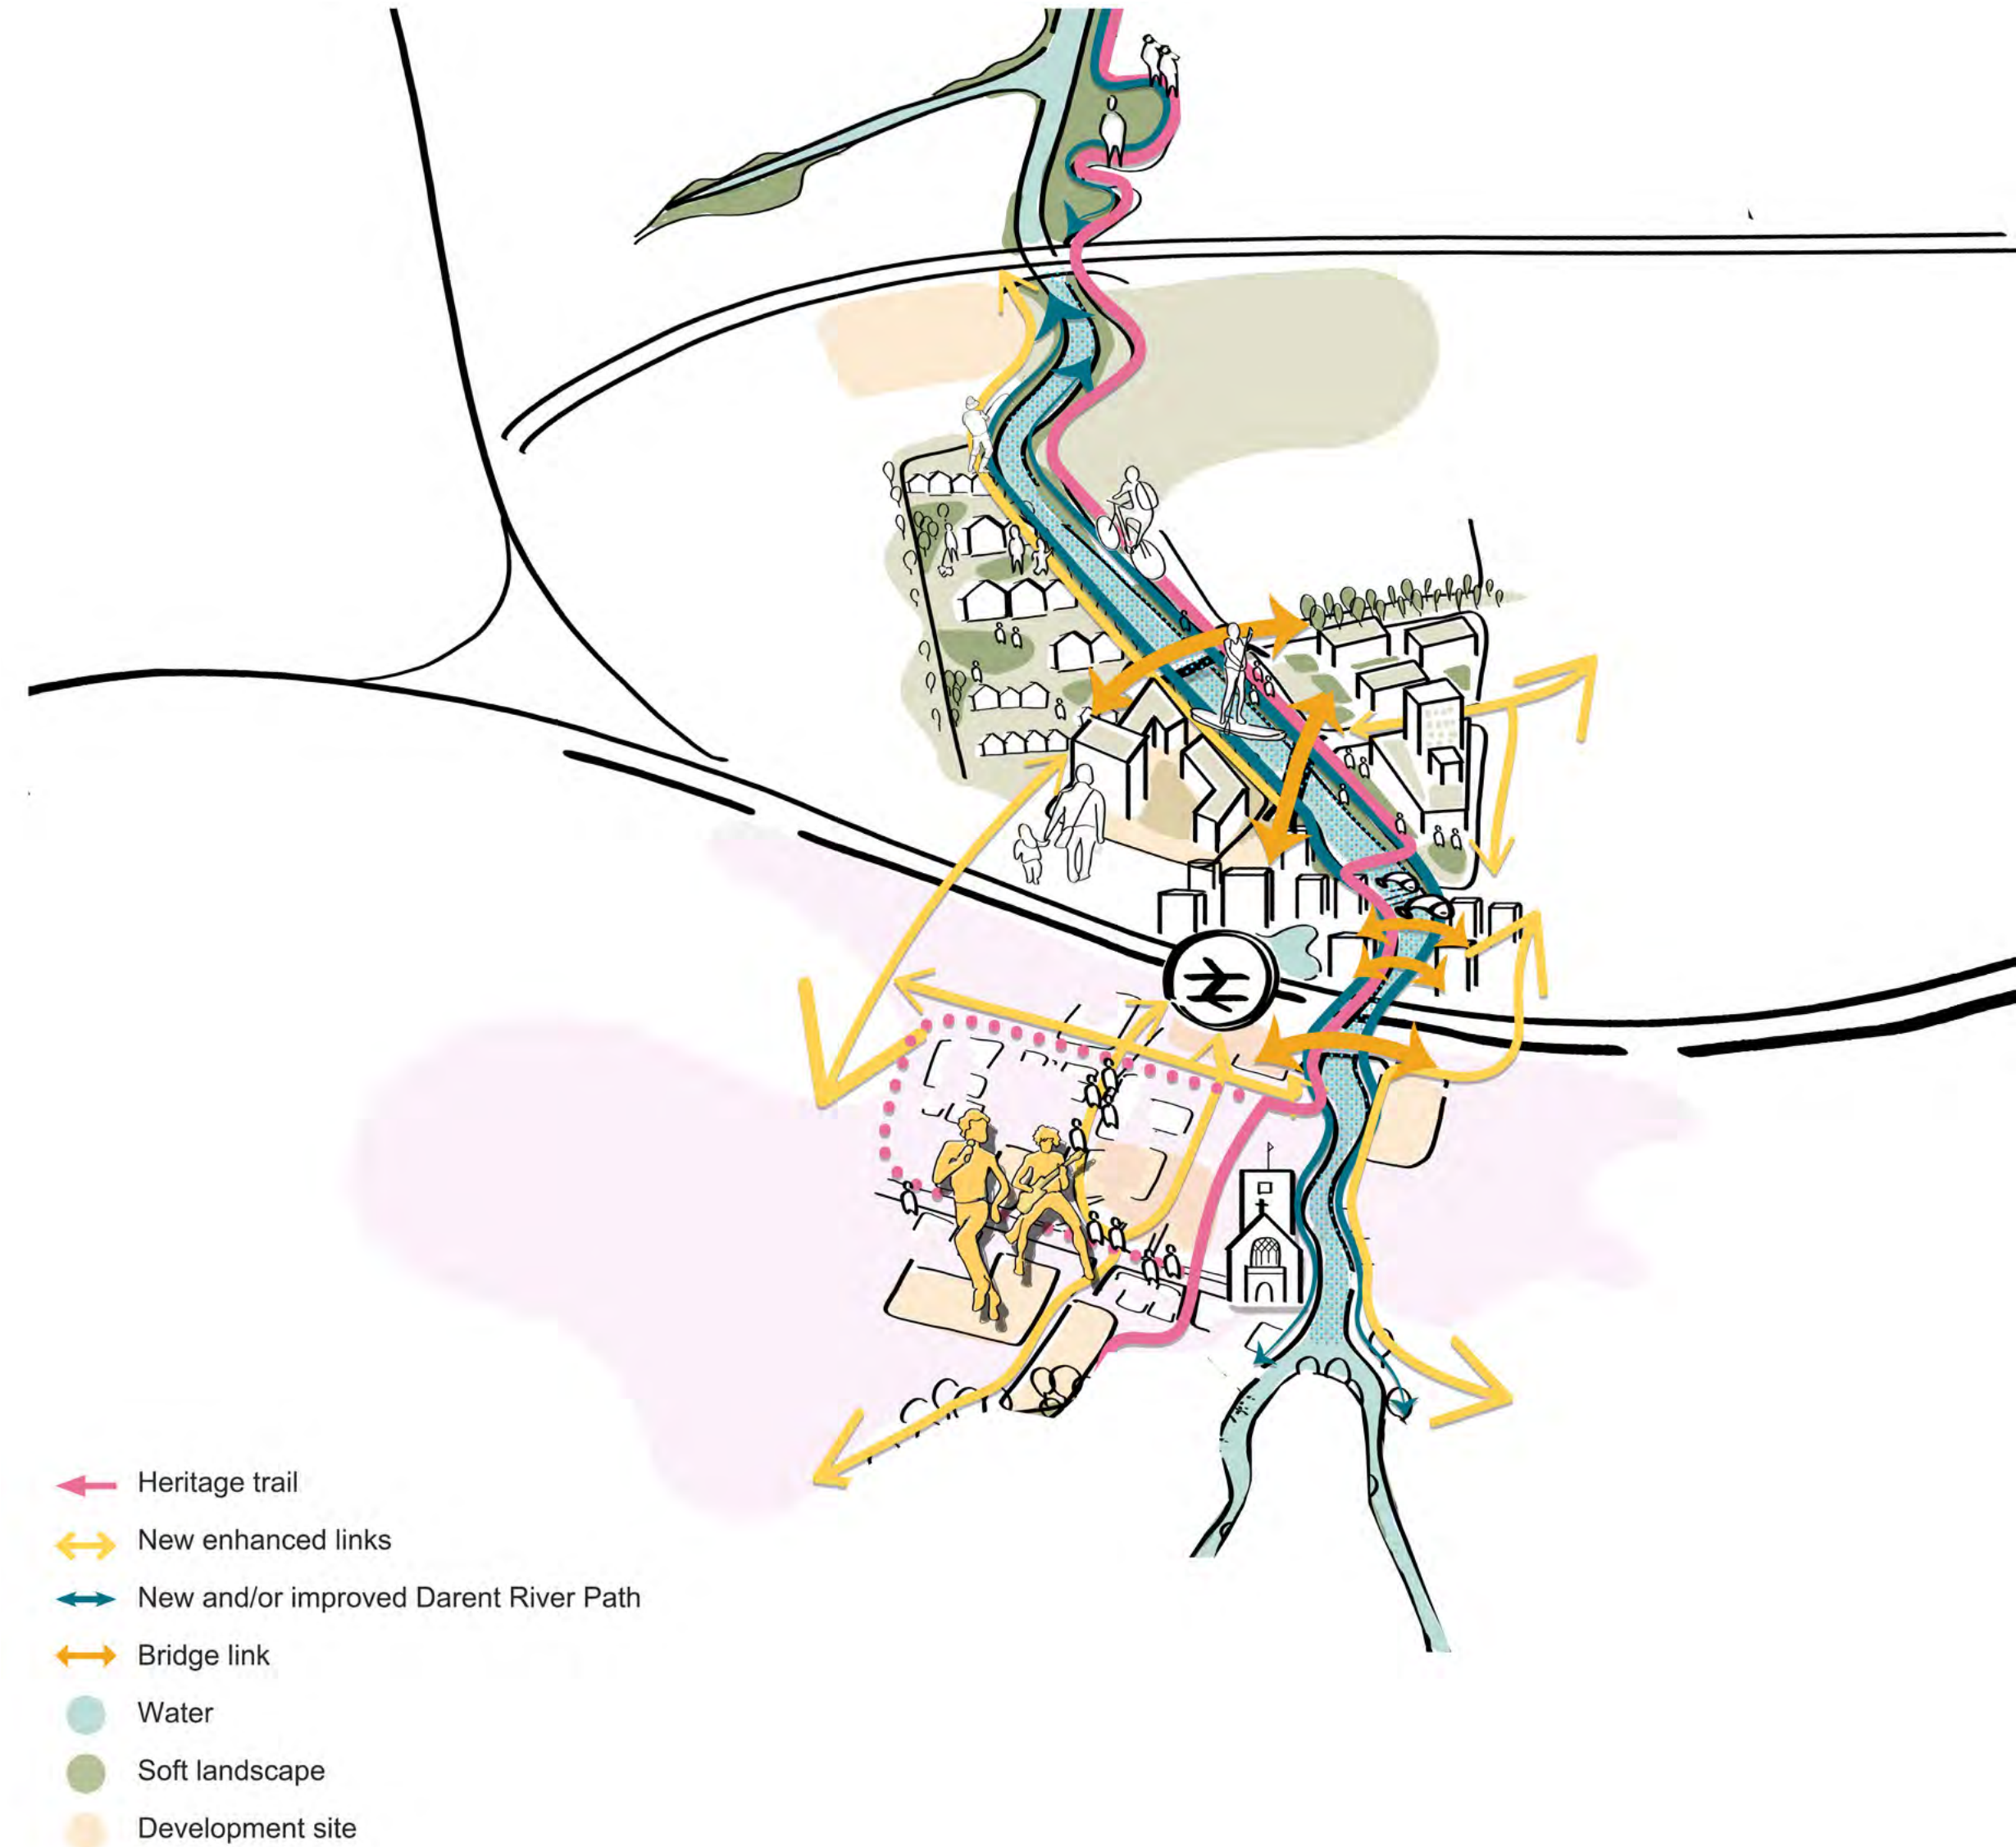 Heritage trail
New enhanced links
New and/or improved Darent River Path
Bridge link
Water
Soft landscape
Development site